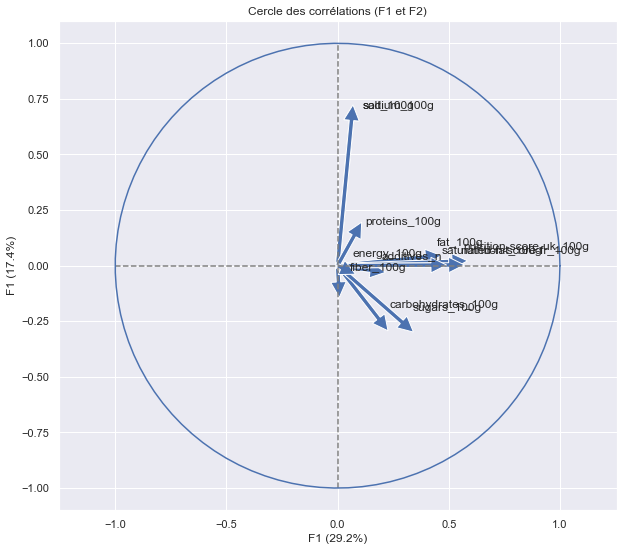 Cercle des corrélations (F1 et F2)
1.00
0.75
0.50
0.25
0.00
−0.25
−0.50
−0.75
−1.00
F1 (17.4%)
proteins_100g
fat_100g
energy_100g
fiber_100g
carbohydrates_100g
sugars_100g
−1.0
−0.5
0.0
0.5
1.0
F1 (29.2%)